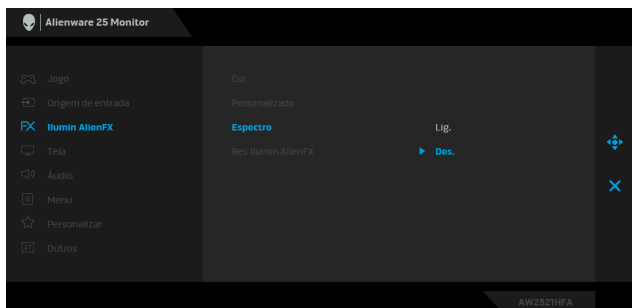 Alienware 25 Monitor
Jogo
Cor
Origem de entrada
Personalizado
FX Ilumin AlienFX
Espectro
Lig.
Tela
Res Ilumin AlienFX
Des.
Áudio
Menu
Personalizar
Outros
AW2521HFA